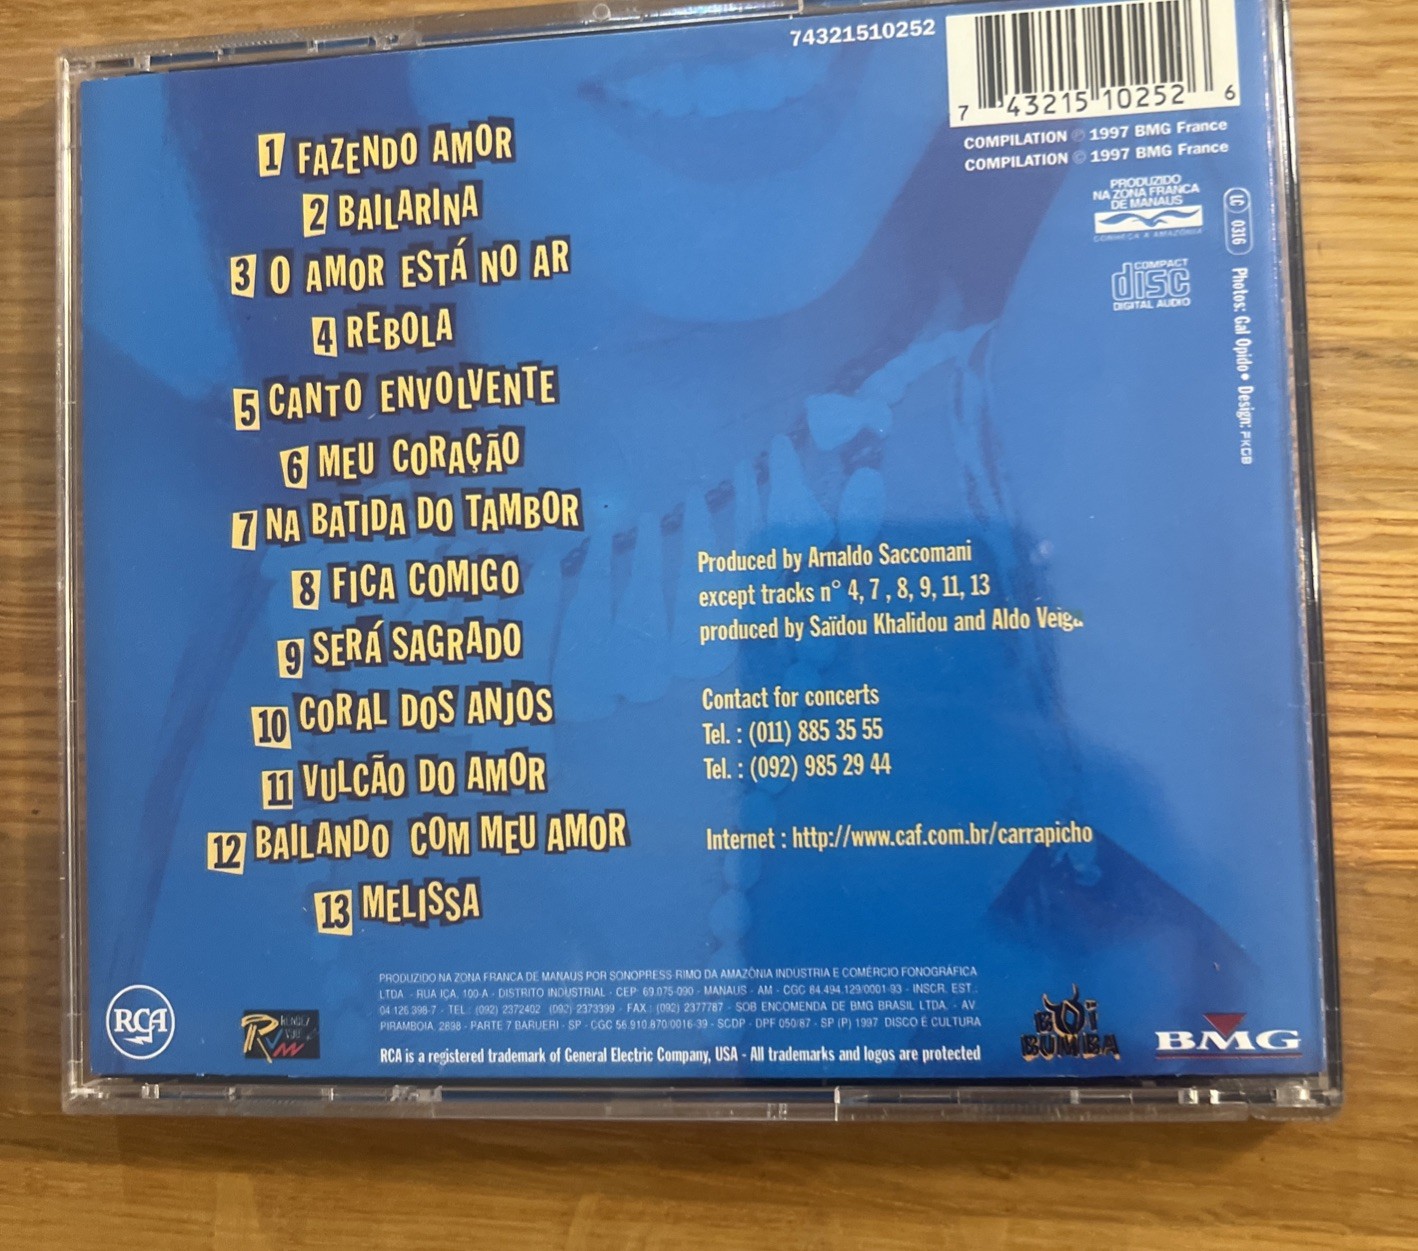 74321510252
7 43215 10252 6
COMPILATION ℗ 1997 BMG France
COMPILATION © 1997 BMG France
PRODUZIDO
NA ZONA FRANCA
DE MANAUS
CONHEÇA A AMAZÔNIA
LC 0316
COMPACT
disc
DIGITAL AUDIO
Photos: Gal Opido • Design: PKGB
1 FAZENDO AMOR
2 BAILARINA
3 O AMOR ESTÁ NO AR
4 REBOLA
5 CANTO ENVOLVENTE
6 MEU CORAÇÃO
7 NA BATIDA DO TAMBOR
8 FICA COMIGO
9 SERÁ SAGRADO
10 CORAL DOS ANJOS
11 VULCÃO DO AMOR
12 BAILANDO COM MEU AMOR
13 MELISSA
Produced by Arnaldo Saccomani
except tracks n° 4, 7 , 8, 9, 11, 13
produced by Saïdou Khalidou and Aldo Veiga.
Contact for concerts
Tel. : (011) 885 35 55
Tel. : (092) 985 29 44
Internet : http://www.caf.com.br/carrapicho
PRODUZIDO NA ZONA FRANCA DE MANAUS POR SONOPRESS-RIMO DA AMAZÔNIA INDUSTRIA E COMÉRCIO FONOGRÁFICA
LTDA - RUA IÇA, 100-A - DISTRITO INDUSTRIAL - CEP: 69.075-090 - MANAUS - AM - CGC 84.494.129/0001-93 - INSCR. EST.:
04 126 398-7 - TEL.: (092) 2372402 (092) 2373399 - FAX : (092) 2377787 - SOB ENCOMENDA DE BMG BRASIL LTDA. - AV.
PIRAMBOIA, 2898 - PARTE 7 BARUERI - SP - CGC 56.910.870/0016-39 - SCDP - DPF 050/87 - SP (P) 1997 DISCO É CULTURA
RCA is a registered trademark of General Electric Company, USA - All trademarks and logos are protected
RCA
BOI
BUMBA
BMG